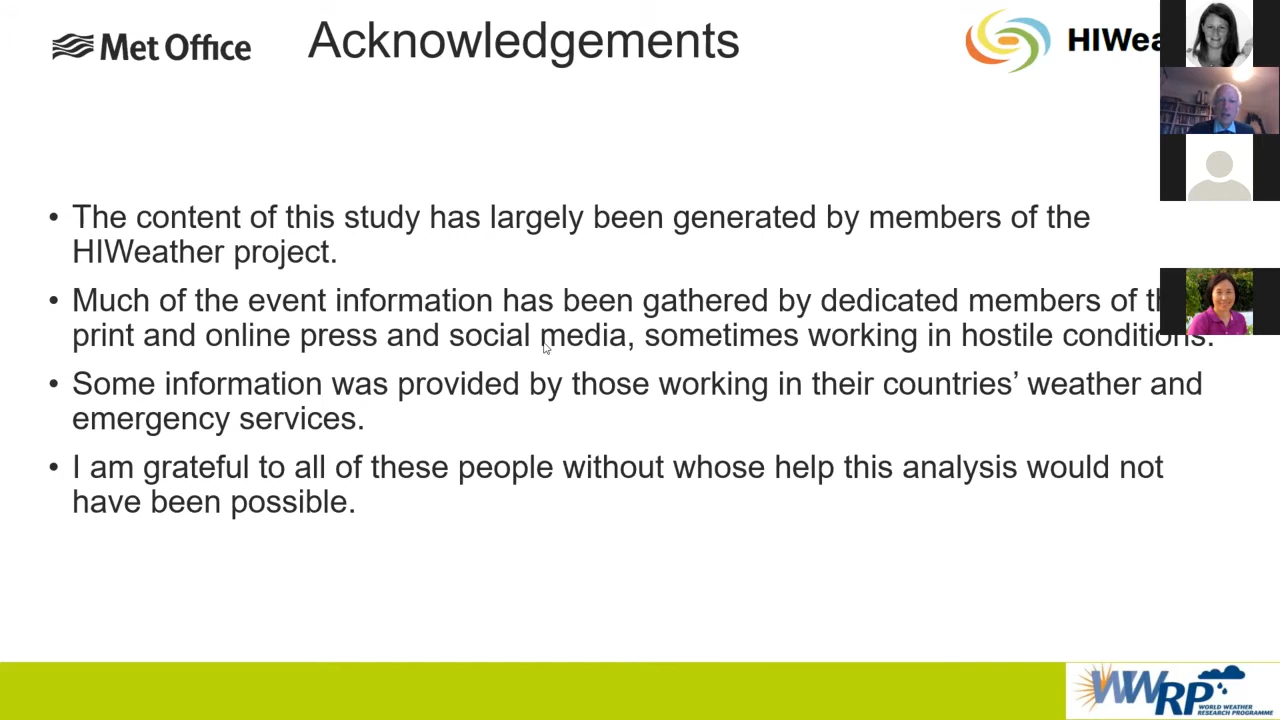 Met Office
Acknowledgements
HIWea
• The content of this study has largely been generated by members of the
HIWeather project.
• Much of the event information has been gathered by dedicated members of
print and online press and social media, sometimes working in hostile conditions.
• Some information was provided by those working in their countries’ weather and
emergency services.
• I am grateful to all of these people without whose help this analysis would not
have been possible.
WWRP
WORLD WEATHER
RESEARCH PROGRAMME